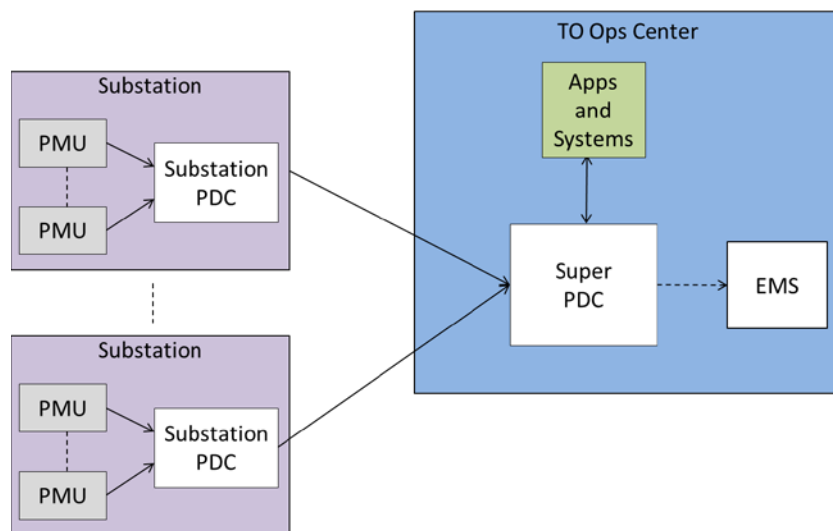 Substation
PMU
PMU
Substation
PDC
Substation
PMU
PMU
Substation
PDC
TO Ops Center
Apps
and
Systems
Super
PDC
EMS